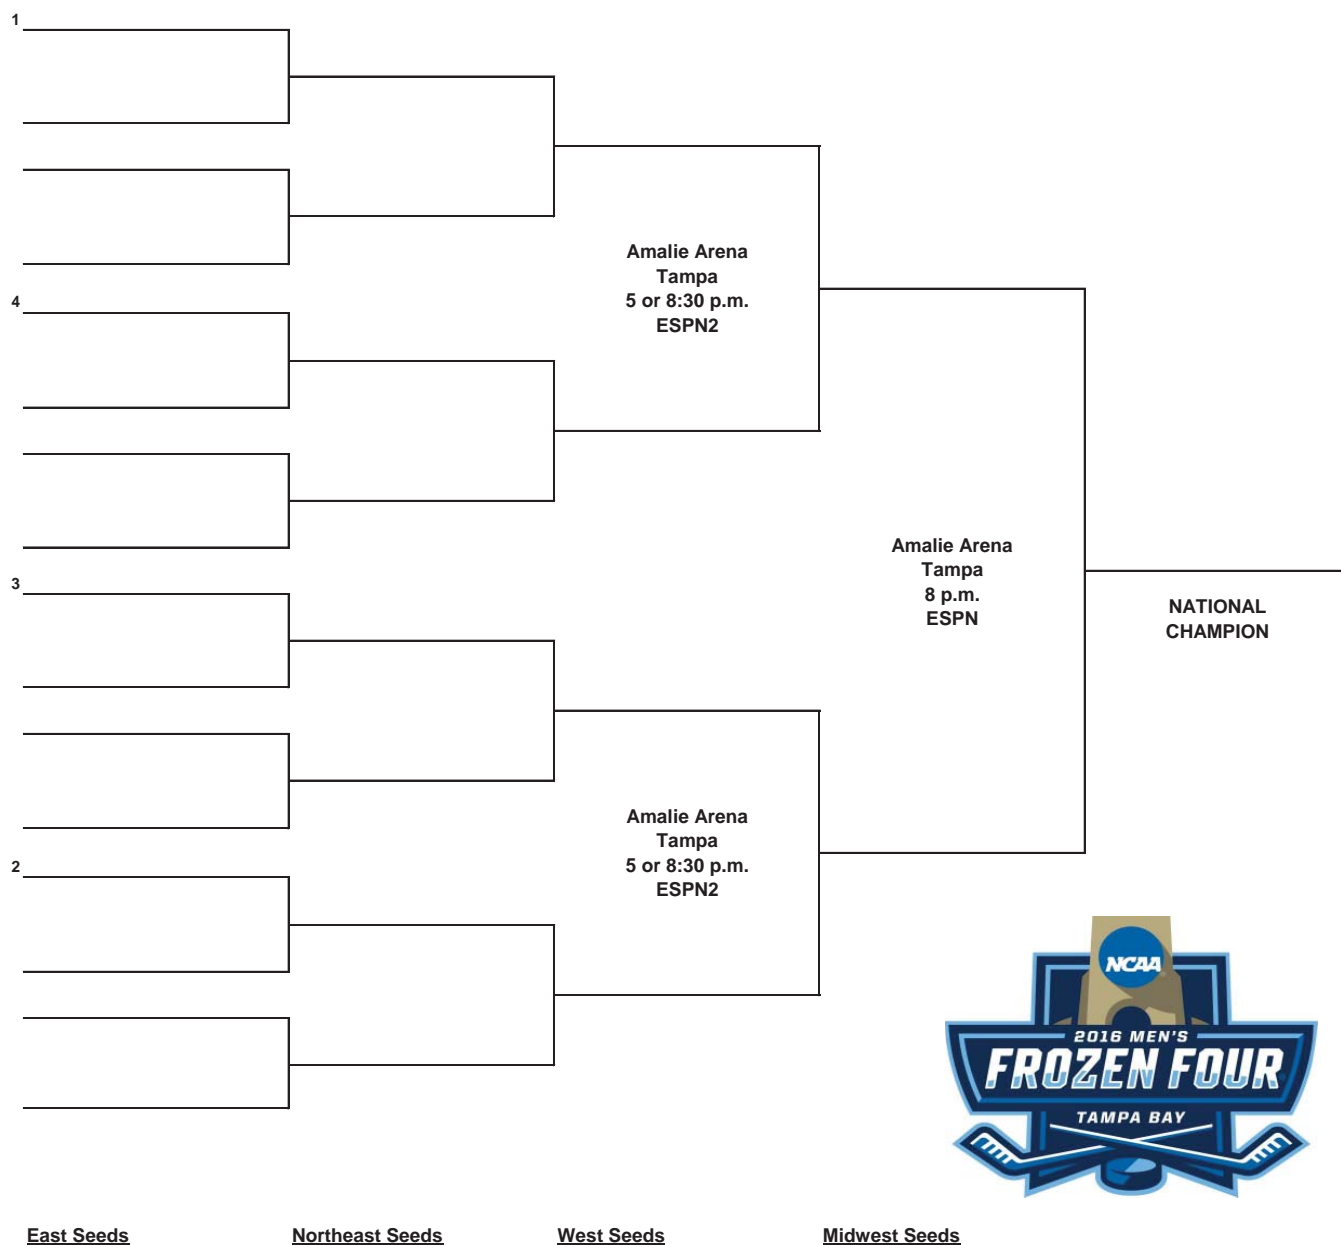 1
Amalie Arena
Tampa
5 or 8:30 p.m.
ESPN2
4
Amalie Arena
Tampa
8 p.m.
ESPN
NATIONAL
CHAMPION
3
Amalie Arena
Tampa
5 or 8:30 p.m.
ESPN2
2
NCAA
2016 MEN'S
FROZEN FOUR
TAMPA BAY
East Seeds Northeast Seeds West Seeds Midwest Seeds